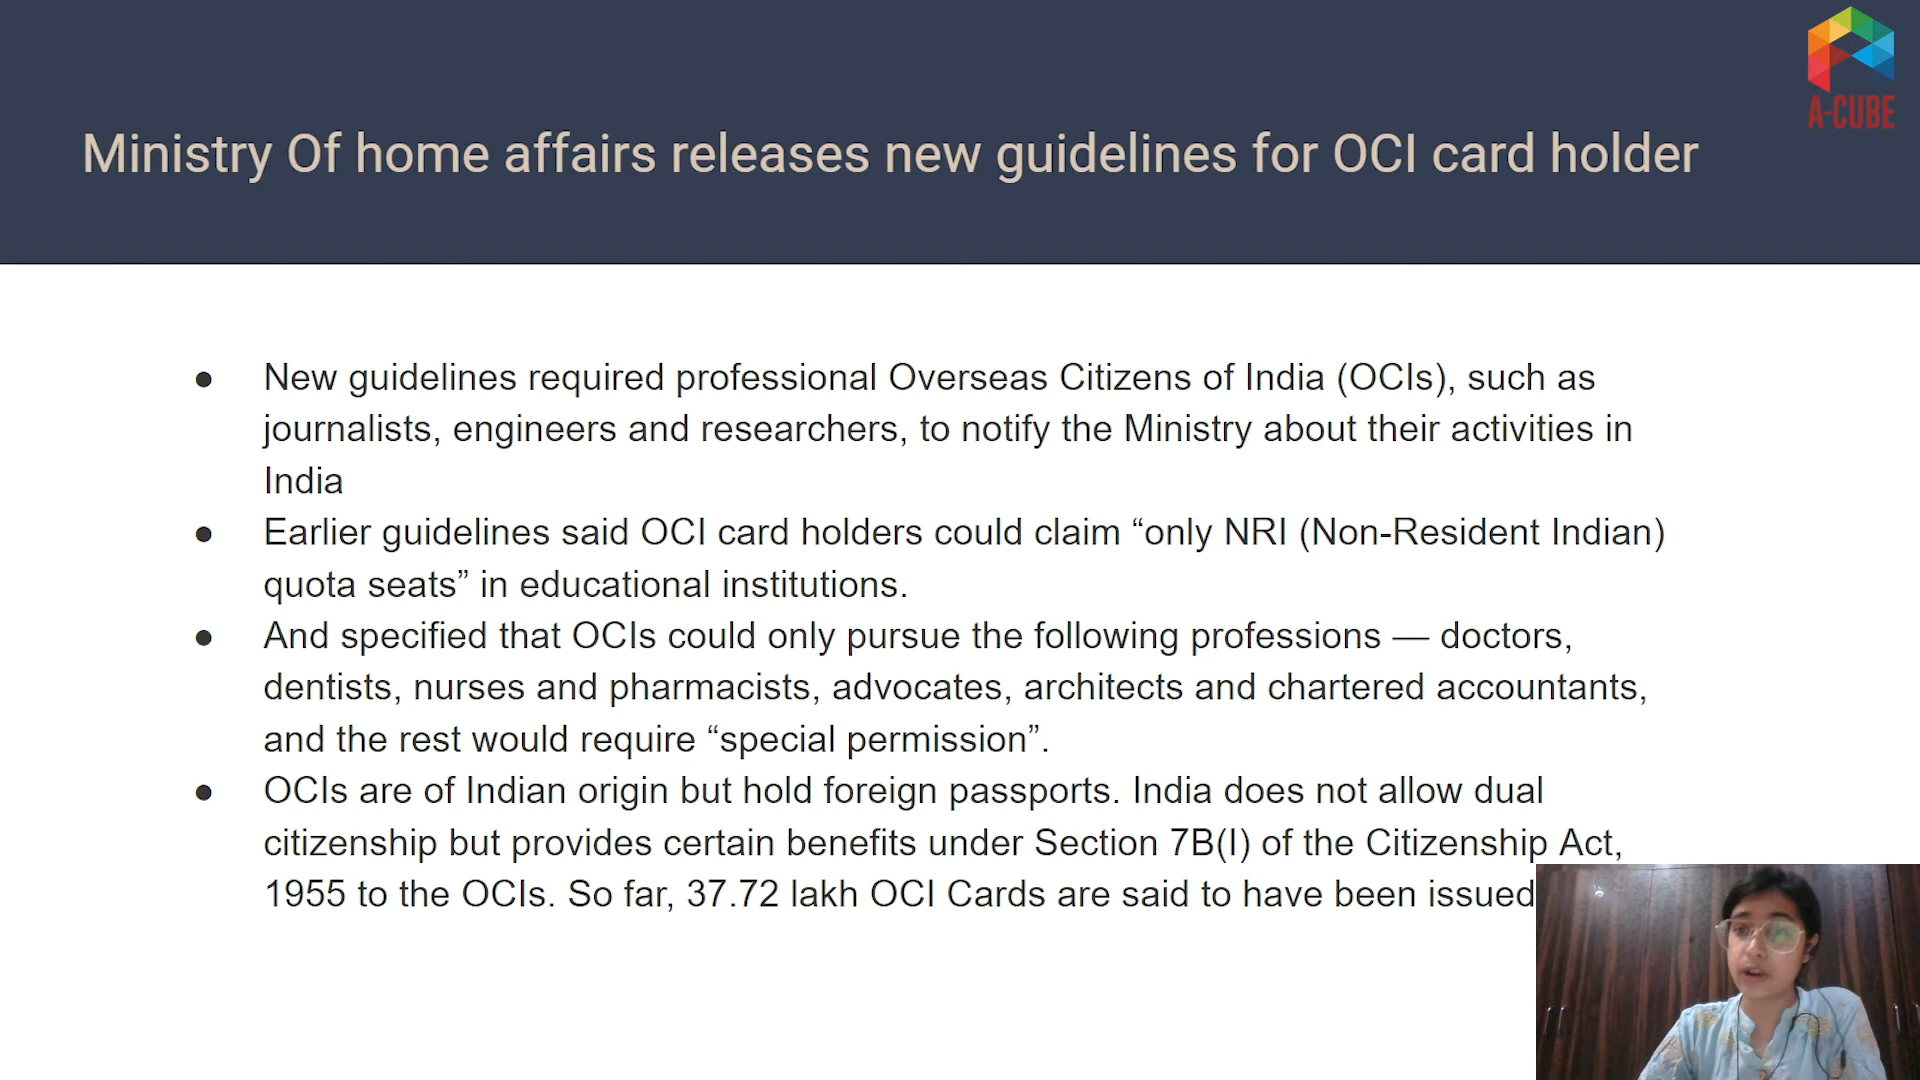 A-CUBE
Ministry Of home affairs releases new guidelines for OCI card holder
● New guidelines required professional Overseas Citizens of India (OCIs), such as
journalists, engineers and researchers, to notify the Ministry about their activities in
India
● Earlier guidelines said OCI card holders could claim “only NRI (Non-Resident Indian)
quota seats” in educational institutions.
● And specified that OCIs could only pursue the following professions — doctors,
dentists, nurses and pharmacists, advocates, architects and chartered accountants,
and the rest would require “special permission”.
● OCIs are of Indian origin but hold foreign passports. India does not allow dual
citizenship but provides certain benefits under Section 7B(I) of the Citizenship Act,
1955 to the OCIs. So far, 37.72 lakh OCI Cards are said to have been issued